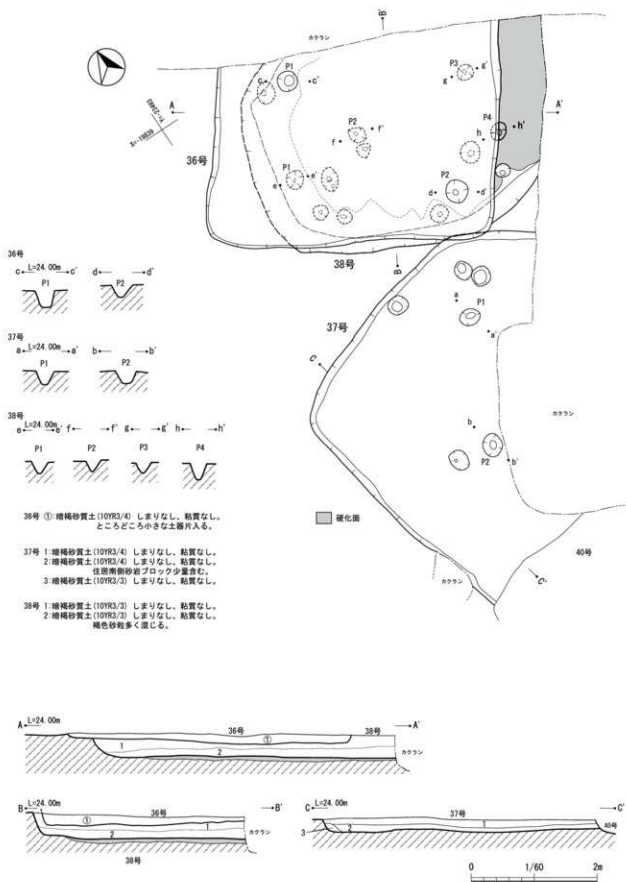 カクラン
B'
P1
c
c'
P3
g
g'
A
A'
Y=-25493
X=-160981
P2
f
f'
P4
h
h'
36号
P1
e
e'
P2
d
d'
38号
B
37号
a
P1
a'
C
カクラン
b
P2
b'
硬化面
40号
カクラン
C'
36号
L=24.00m
c c' d d'
P1 P2
37号
L=24.00m
a a' b b'
P1 P2
38号
L=24.00m
e e' f f' g g' h h'
P1 P2 P3 P4
36号 ①:暗褐砂質土(10YR3/4) しまりなし、粘質なし。
ところどころ小さな土器片入る。
37号 1:暗褐砂質土(10YR3/4) しまりなし、粘質なし。
2:暗褐砂質土(10YR3/4) しまりなし、粘質なし。
住居南側砂岩ブロック少量含む。
3:暗褐砂質土(10YR3/3) しまりなし、粘質なし。
38号 1:暗褐砂質土(10YR3/3) しまりなし、粘質なし。
2:暗褐砂質土(10YR3/3) しまりなし、粘質なし。
褐色砂粒多く混じる。
A L=24.00m 36号 38号 A'
① 1 2 カクラン
B L=24.00m 36号 B'
① 1 2 カクラン
38号
C L=24.00m 37号 C'
1 2 3 40号
0 1/60 2m